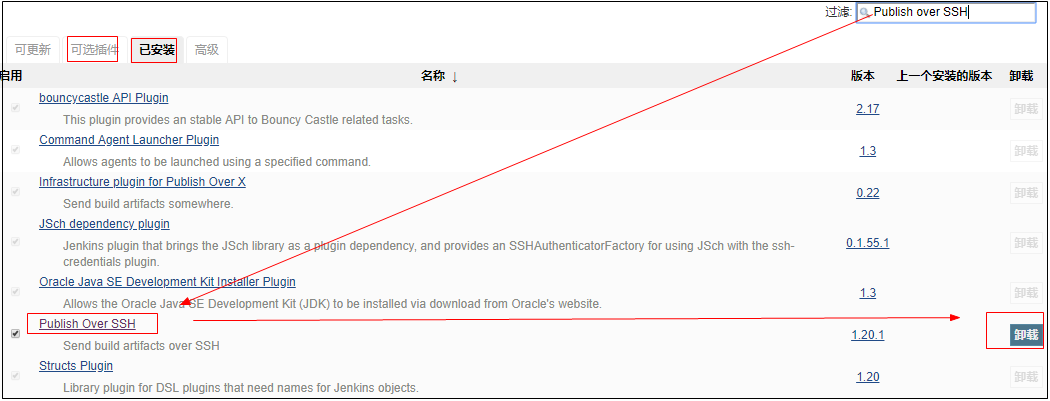 过滤: Publish over SSH
可更新 可选插件 已安装 高级
启用 名称 ↓ 版本 上一个安装的版本 卸载
bouncycastle API Plugin
This plugin provides an stable API to Bouncy Castle related tasks.
2.17 卸载
Command Agent Launcher Plugin
Allows agents to be launched using a specified command.
1.3 卸载
Infrastructure plugin for Publish Over X
Send build artifacts somewhere.
0.22 卸载
JSch dependency plugin
Jenkins plugin that brings the JSch library as a plugin dependency, and provides an SSHAuthenticatorFactory for using JSch with the ssh-
credentials plugin.
0.1.55.1 卸载
Oracle Java SE Development Kit Installer Plugin
Allows the Oracle Java SE Development Kit (JDK) to be installed via download from Oracle's website.
1.3 卸载
Publish Over SSH
Send build artifacts over SSH
1.20.1 卸载
Structs Plugin
Library plugin for DSL plugins that need names for Jenkins objects.
1.20 卸载